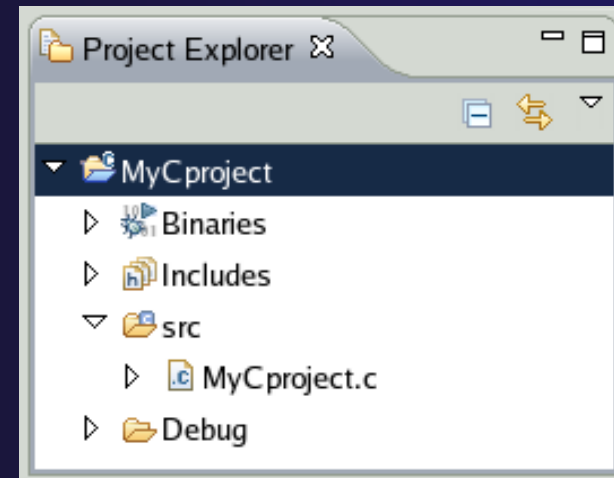 Project Explorer
MyCproject
Binaries
Includes
src
MyCproject.c
Debug